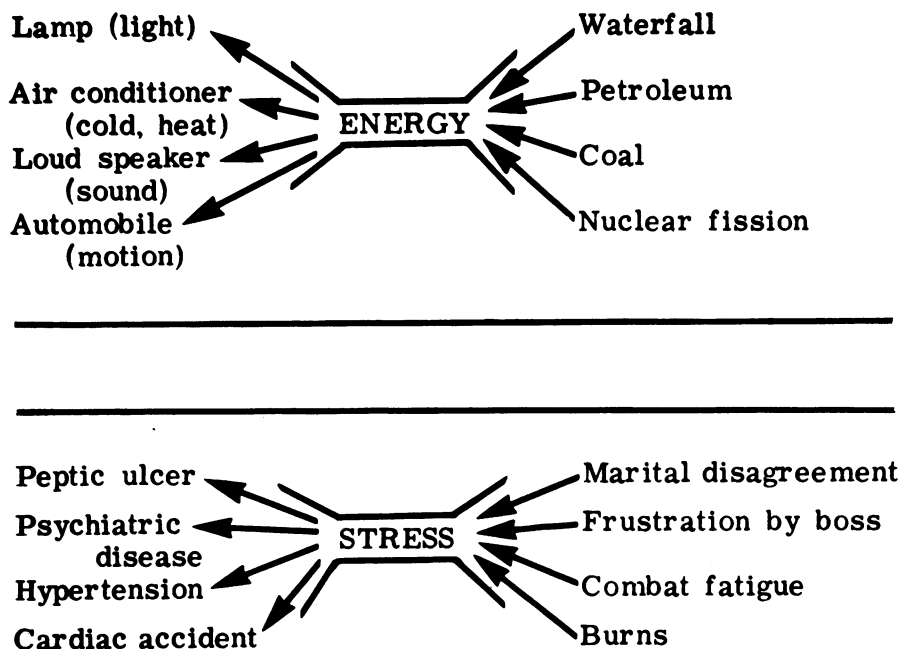 Lamp (light)
Waterfall
Air conditioner
(cold, heat)
Petroleum
ENERGY
Loud speaker
(sound)
Coal
Automobile
(motion)
Nuclear fission
Peptic ulcer
Marital disagreement
Psychiatric
disease
Frustration by boss
STRESS
Hypertension
Combat fatigue
Cardiac accident
Burns